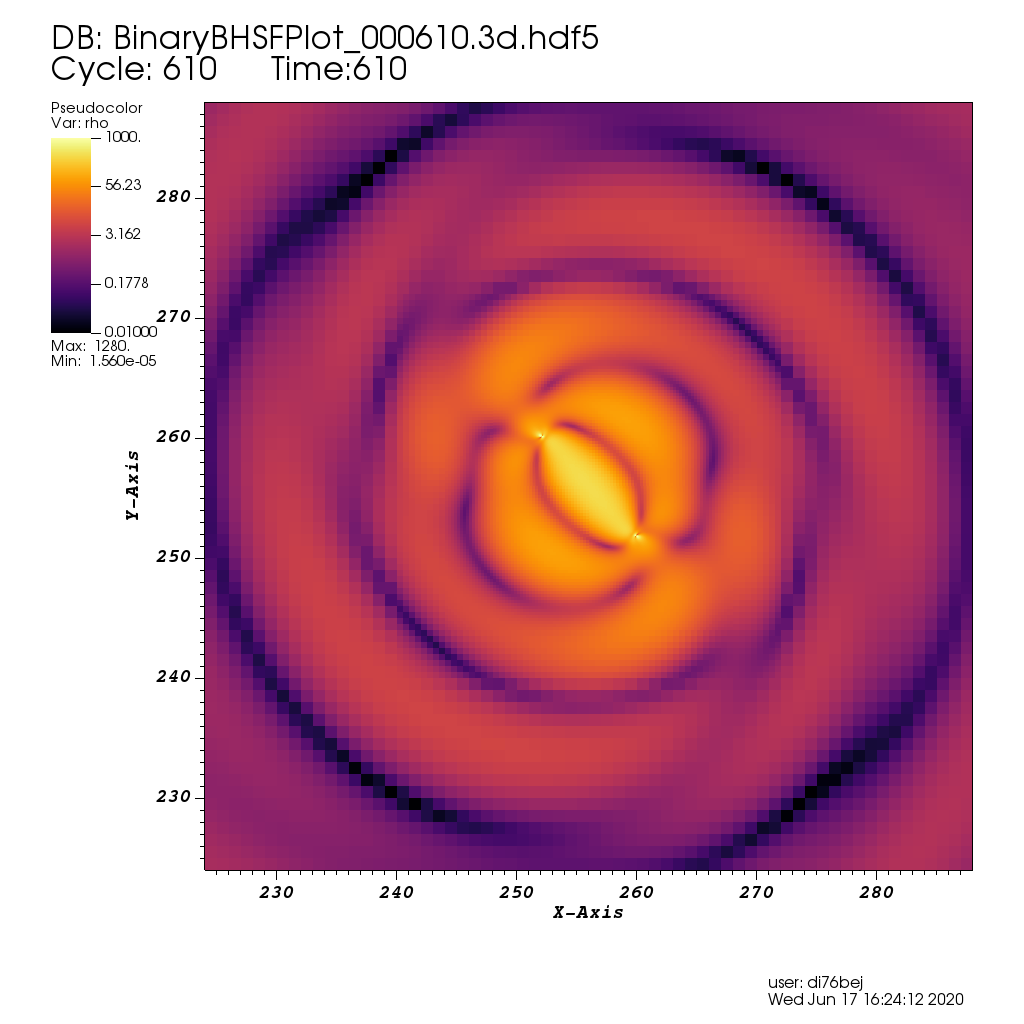 DB: BinaryBHSFPlot_000610.3d.hdf5
Cycle: 610 Time:610
Pseudocolor
Var: rho
1000.
56.23
3.162
0.1778
0.01000
Max: 1280.
Min: 1.560e-05
280
270
260
250
240
230
Y-Axis
230 240 250 260 270 280
X-Axis
user: di76bej
Wed Jun 17 16:24:12 2020